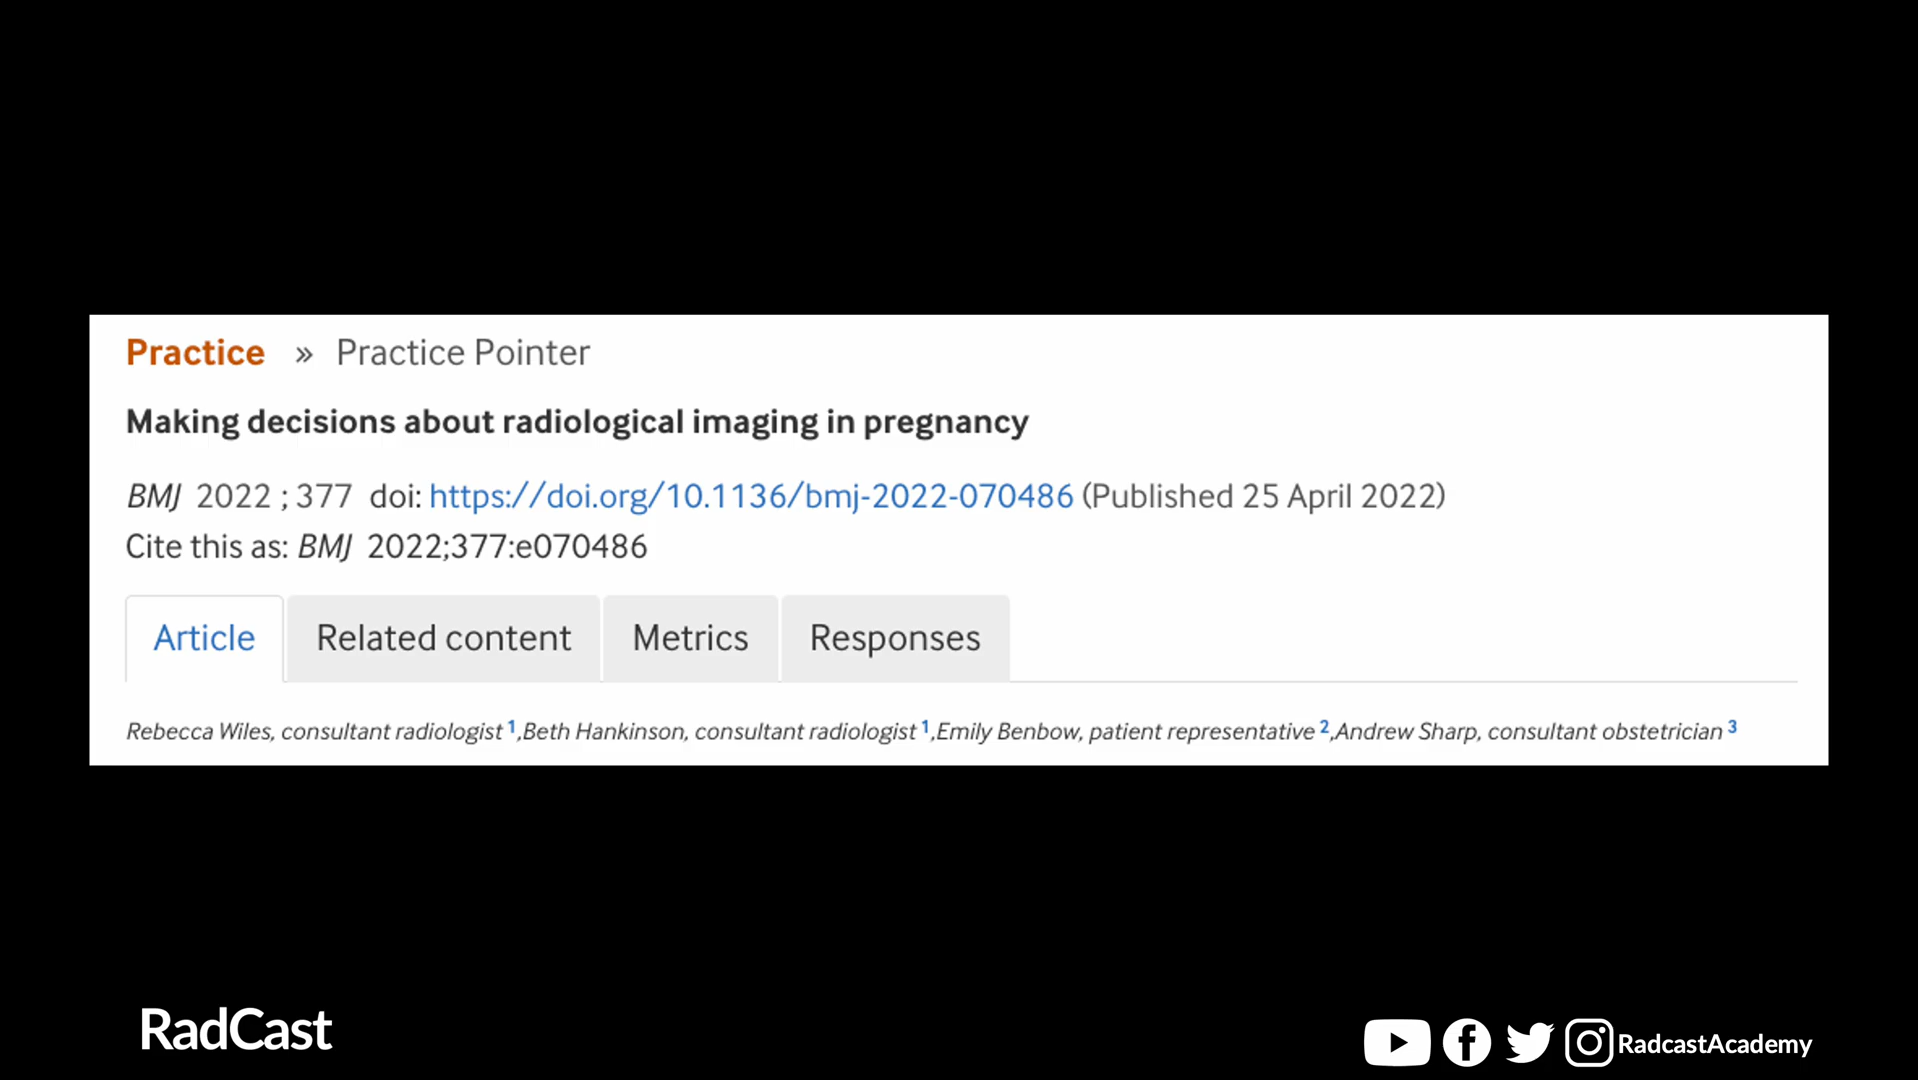 Practice » Practice Pointer
Making decisions about radiological imaging in pregnancy
BMJ 2022 ; 377 doi: https://doi.org/10.1136/bmj-2022-070486 (Published 25 April 2022)
Cite this as: BMJ 2022;377:e070486
Article Related content Metrics Responses
Rebecca Wiles, consultant radiologist 1,Beth Hankinson, consultant radiologist 1,Emily Benbow, patient representative 2,Andrew Sharp, consultant obstetrician 3
RadCast
RadcastAcademy